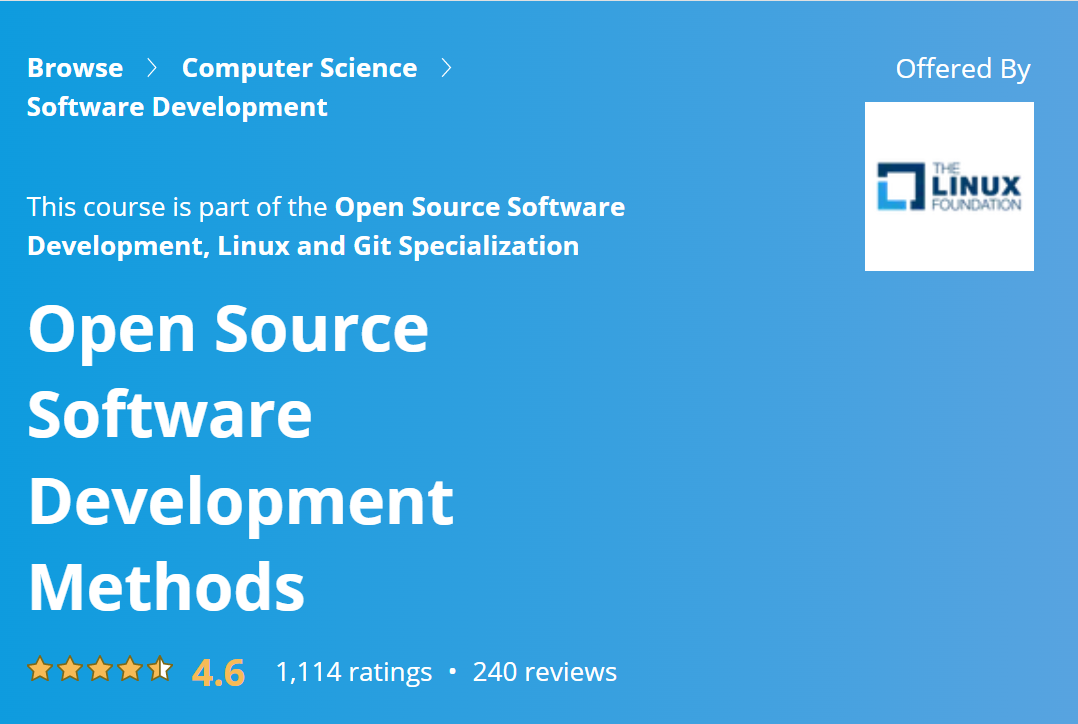 Browse > Computer Science >
Software Development
Offered By
THE
LINUX
FOUNDATION
This course is part of the Open Source Software
Development, Linux and Git Specialization
Open Source
Software
Development
Methods
4.6 1,114 ratings • 240 reviews